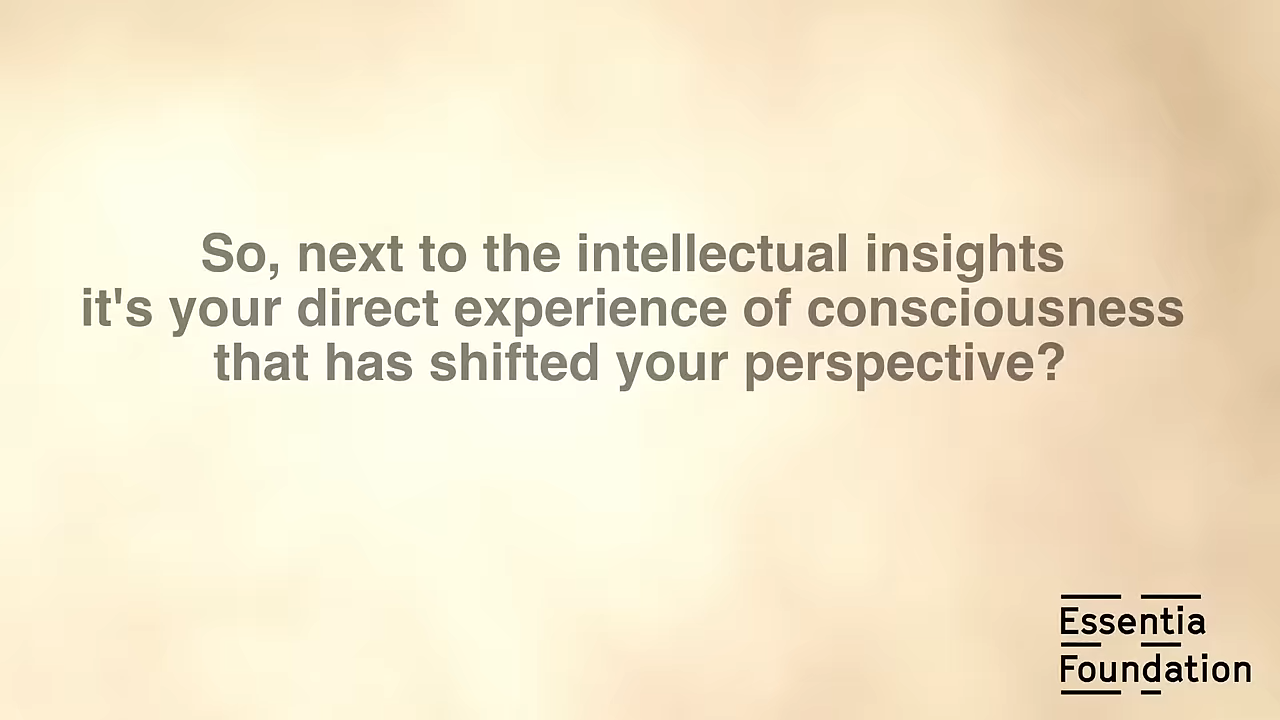 So, next to the intellectual insights
it's your direct experience of consciousness
that has shifted your perspective?
Essentia
Foundation